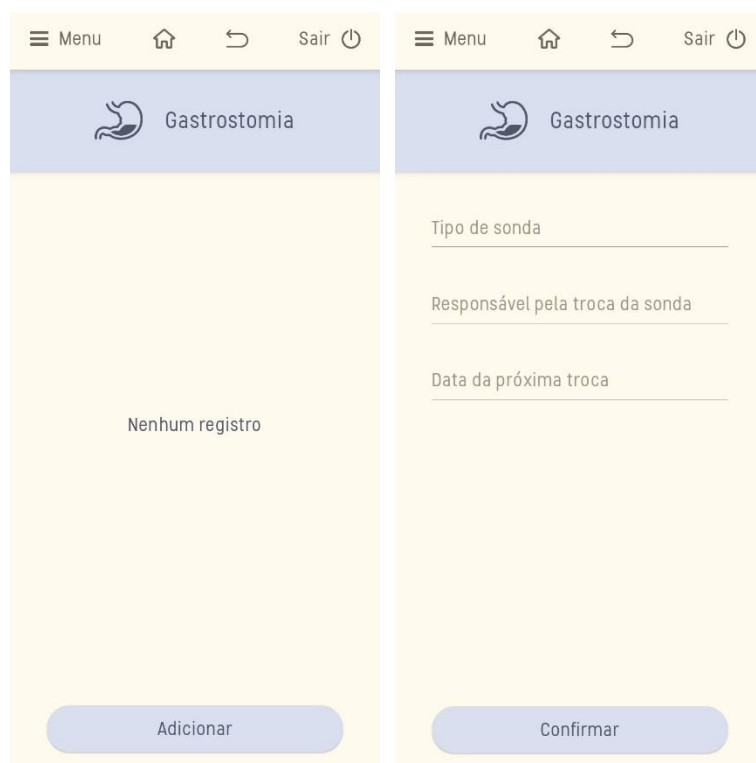 Menu
Sair
Gastrostomia
Nenhum registro
Adicionar
Menu
Sair
Gastrostomia
Tipo de sonda
Responsável pela troca da sonda
Data da próxima troca
Confirmar